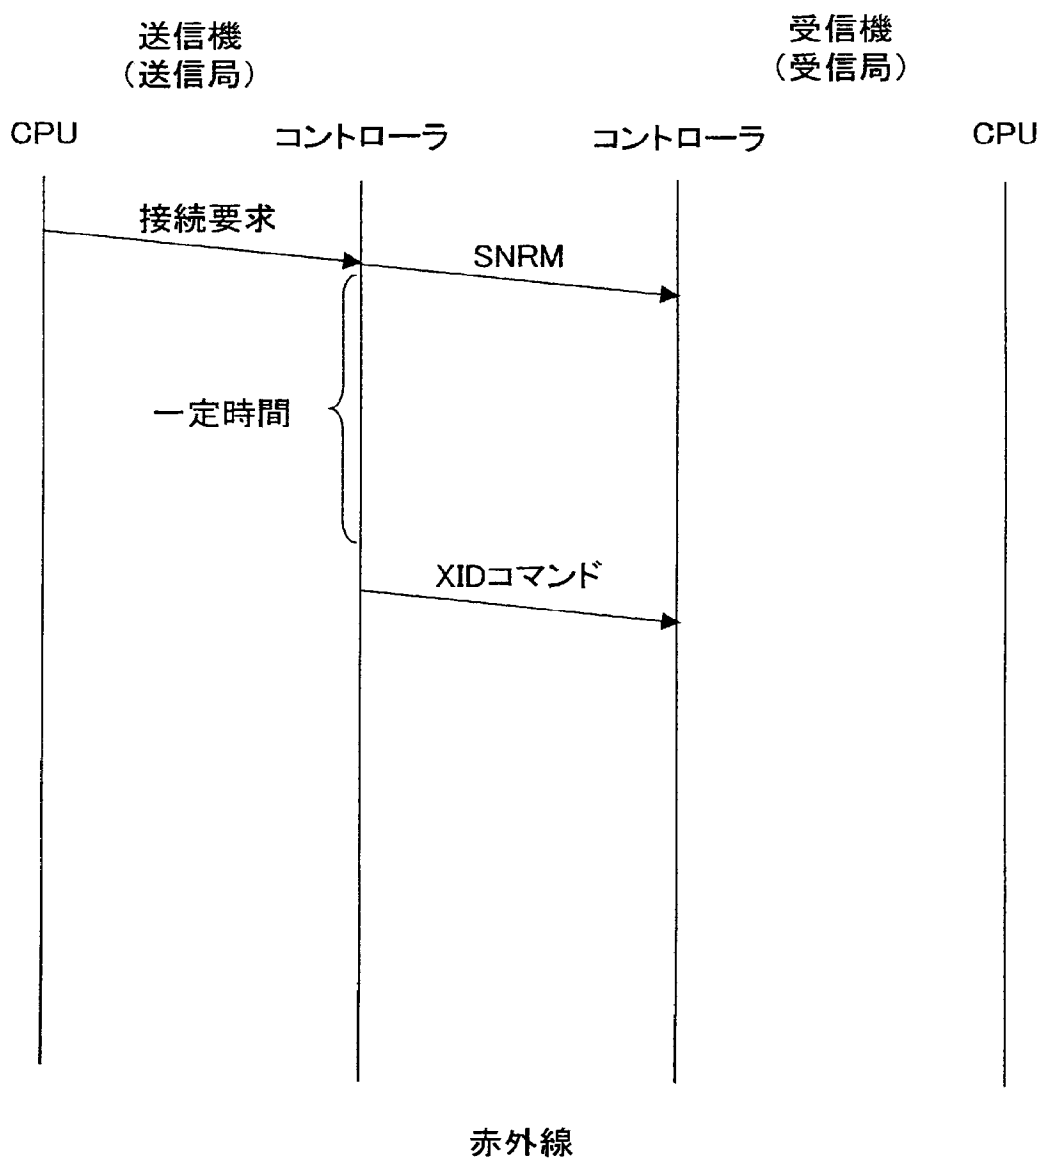 送信機
（送信局）
受信機
（受信局）
CPU
コントローラ
コントローラ
CPU
接続要求
SNRM
一定時間
XIDコマンド
赤外線